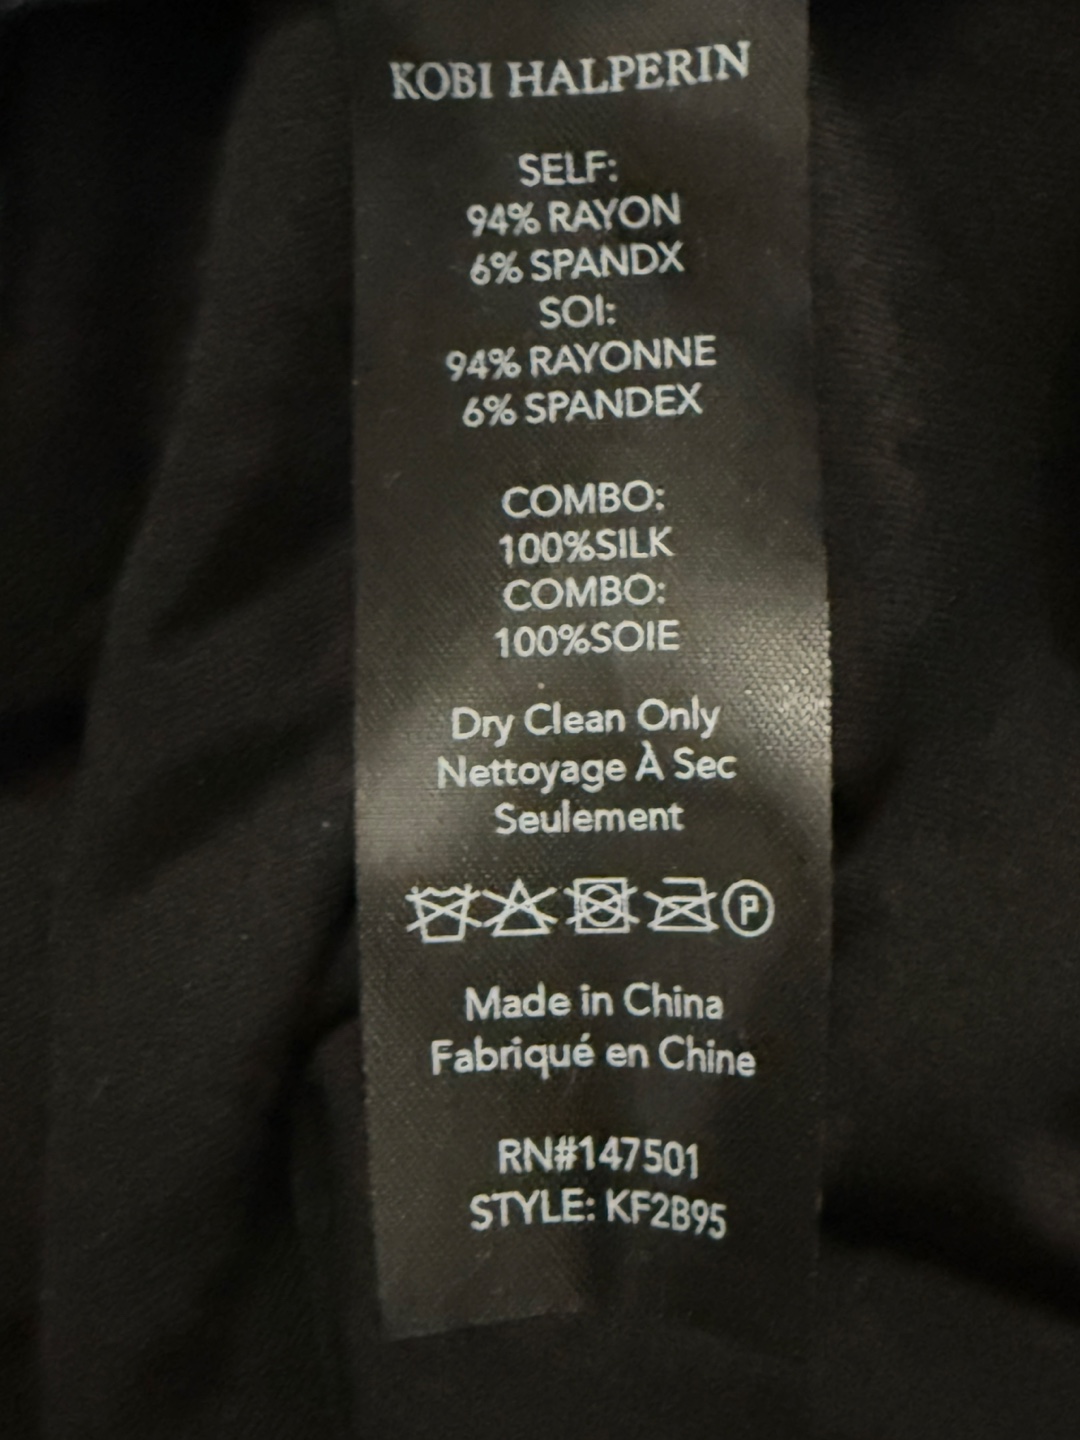 KOBI HALPERIN
SELF:
94% RAYON
6% SPANDX
SOI:
94% RAYONNE
6% SPANDEX
COMBO:
100%SILK
COMBO:
100%SOIE
Dry Clean Only
Nettoyage À Sec
Seulement
P
Made in China
Fabriqué en Chine
RN#147501
STYLE: KF2B95